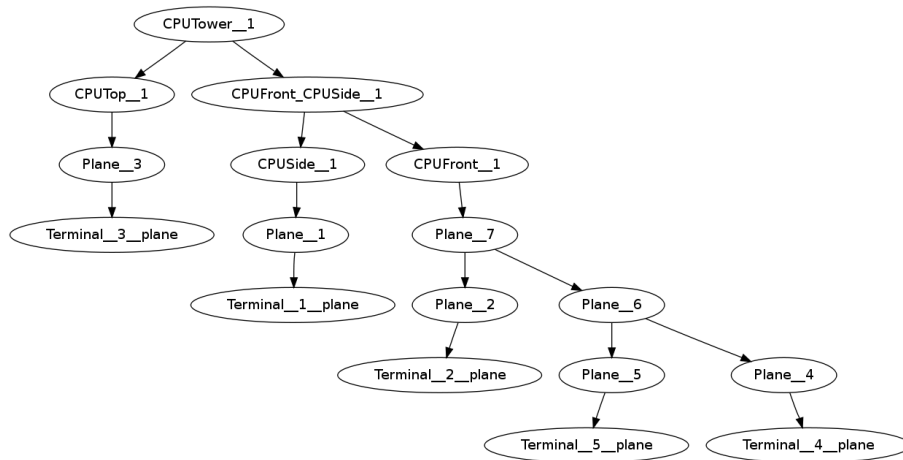 CPUTower__1
CPUTop__1
CPUFront_CPUSide__1
Plane__3
CPUSide__1
CPUFront__1
Terminal__3__plane
Plane__1
Plane__7
Terminal__1__plane
Plane__2
Plane__6
Terminal__2__plane
Plane__5
Plane__4
Terminal__5__plane
Terminal__4__plane